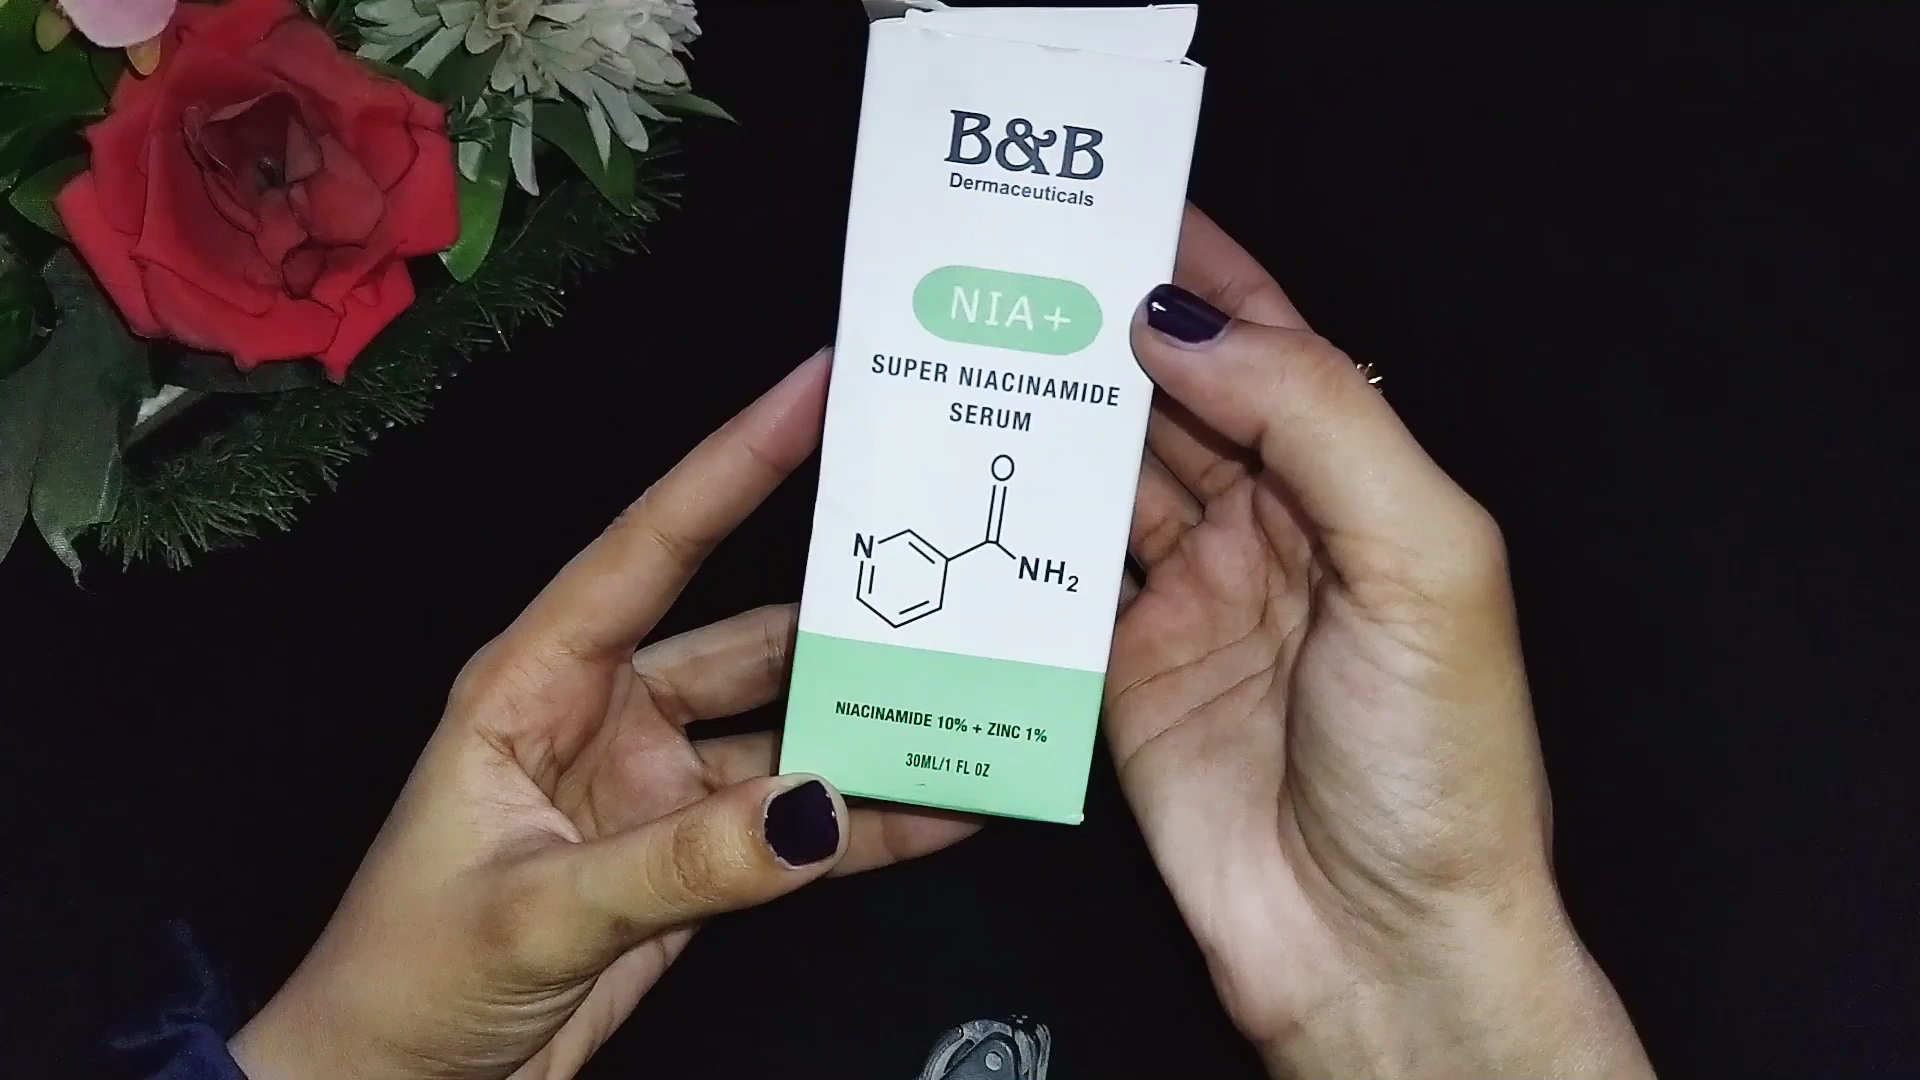 B&B
Dermaceuticals
NIA+
SUPER NIACINAMIDE
SERUM
O
N
NH₂
NIACINAMIDE 10% + ZINC 1%
30ML/1 FL OZ